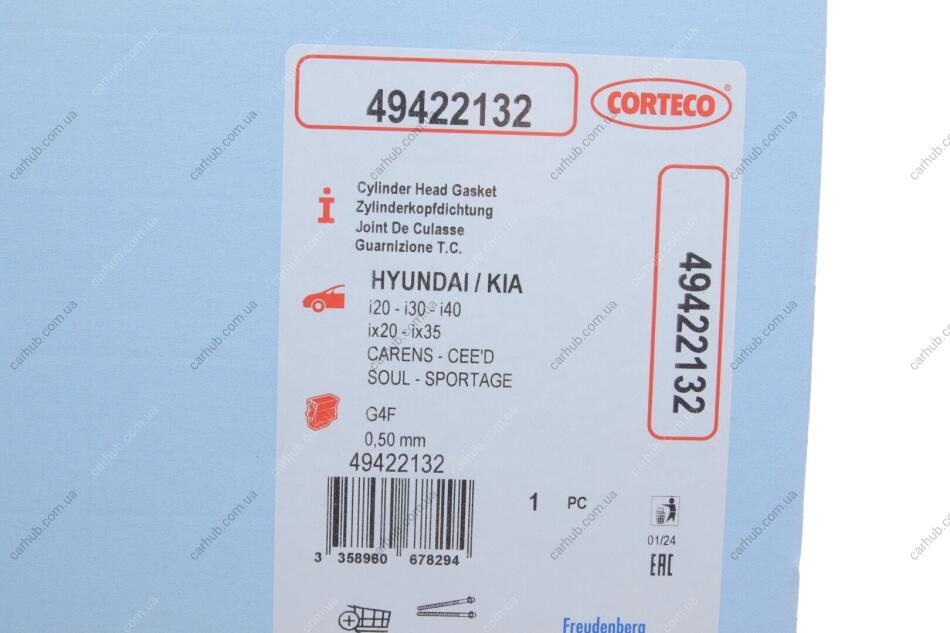 49422132
CORTECO®
Cylinder Head Gasket
Zylinderkopfdichtung
Joint De Culasse
Guarnizione T.C.
HYUNDAI / KIA
i20 - i30 - i40
ix20 - ix35
CARENS - CEE'D
SOUL - SPORTAGE
49422132
G4F
0,50 mm
49422132
3 358960 678294
1 PC
01/24
EAC
Freudenberg
carhub.com.ua